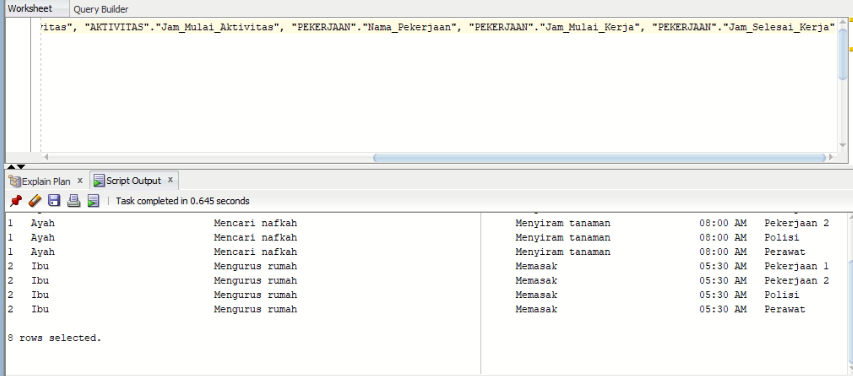 Worksheet Query Builder
vitas", "AKTIVITAS"."Jam_Mulai_Aktivitas", "PEKERJAAN"."Nama_Pekerjaan", "PEKERJAAN"."Jam_Mulai_Kerja", "PEKERJAAN"."Jam_Selesai_Kerja"
Explain Plan x Script Output x
Task completed in 0.645 seconds
1 Ayah Mencari nafkah Menyiram tanaman 08:00 AM Pekerjaan 2
1 Ayah Mencari nafkah Menyiram tanaman 08:00 AM Polisi
1 Ayah Mencari nafkah Menyiram tanaman 08:00 AM Perawat
2 Ibu Mengurus rumah Memasak 05:30 AM Pekerjaan 1
2 Ibu Mengurus rumah Memasak 05:30 AM Pekerjaan 2
2 Ibu Mengurus rumah Memasak 05:30 AM Polisi
2 Ibu Mengurus rumah Memasak 05:30 AM Perawat
8 rows selected.